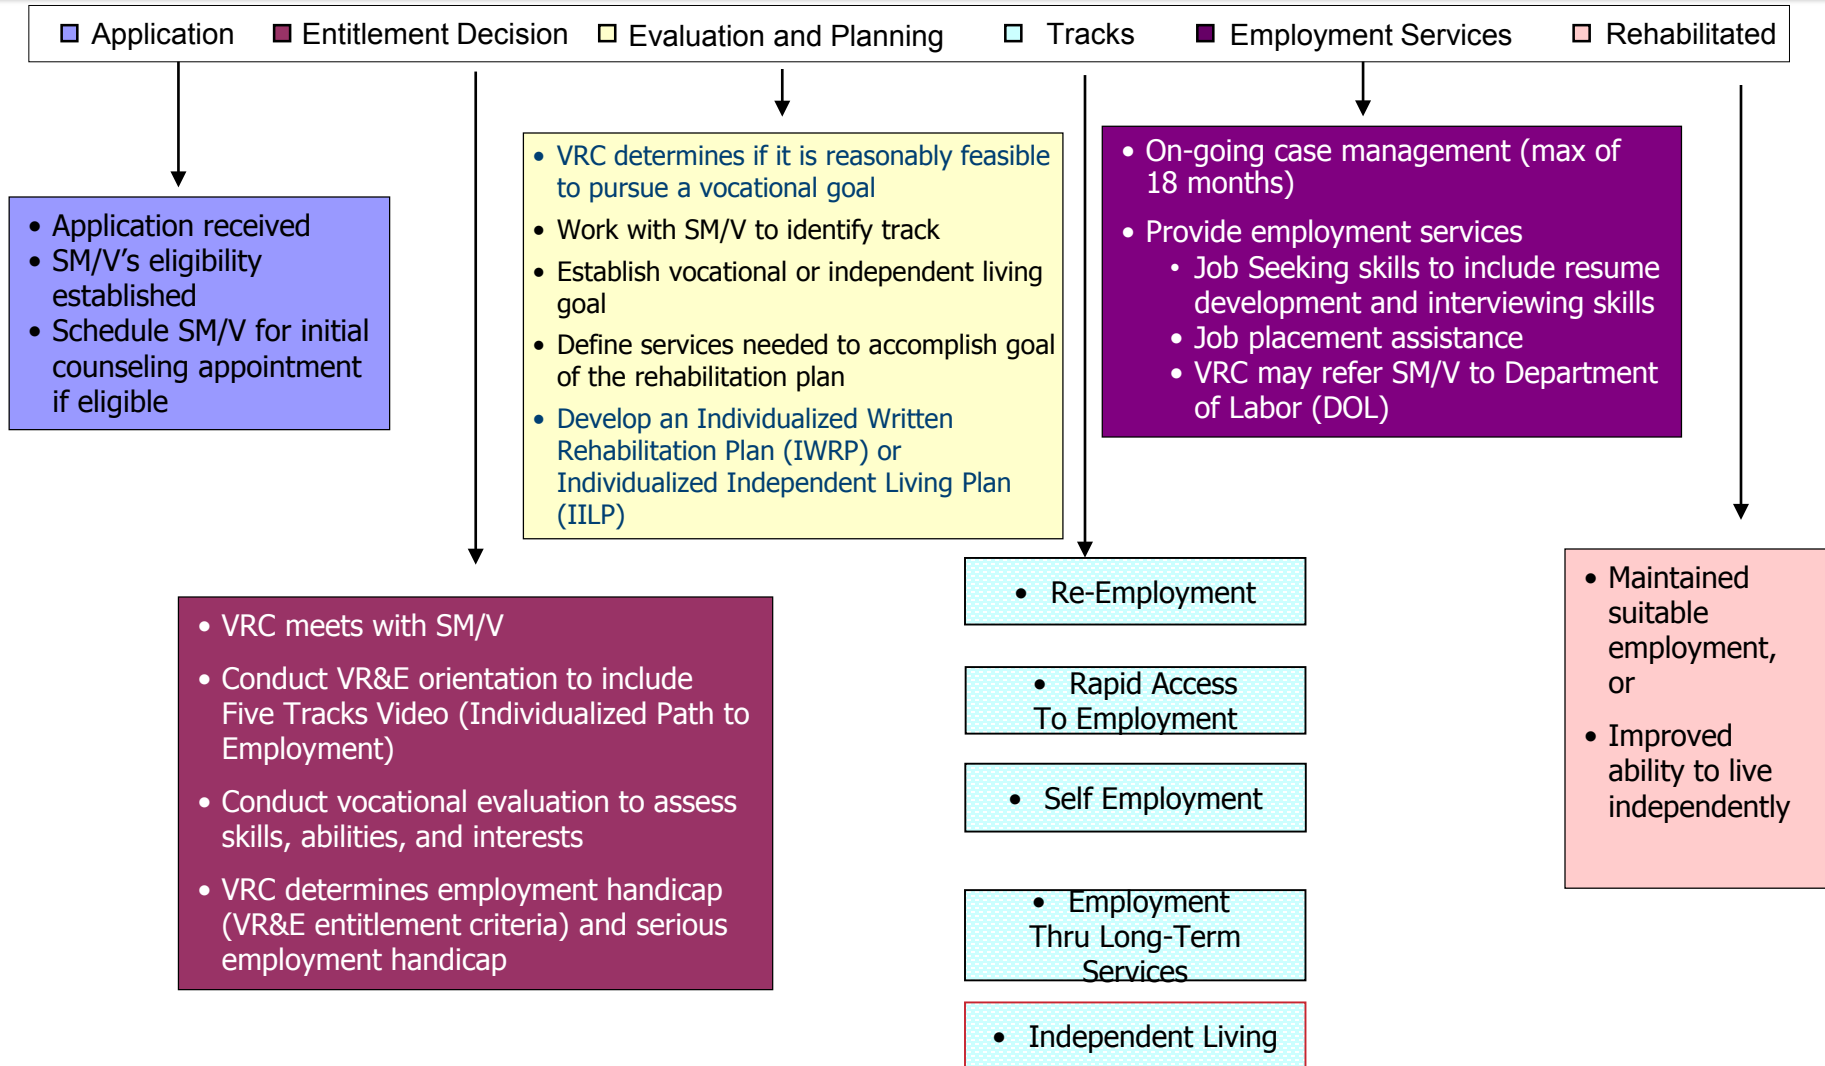 Application Entitlement Decision Evaluation and Planning Tracks Employment Services Rehabilitated
• Application received
• SM/V's eligibility
established
• Schedule SM/V for initial
counseling appointment
if eligible
• VRC meets with SM/V
• Conduct VR&E orientation to include
Five Tracks Video (Individualized Path to
Employment)
• Conduct vocational evaluation to assess
skills, abilities, and interests
• VRC determines employment handicap
(VR&E entitlement criteria) and serious
employment handicap
• VRC determines if it is reasonably feasible
to pursue a vocational goal
• Work with SM/V to identify track
• Establish vocational or independent living
goal
• Define services needed to accomplish goal
of the rehabilitation plan
• Develop an Individualized Written
Rehabilitation Plan (IWRP) or
Individualized Independent Living Plan
(IILP)
• Re-Employment
• Rapid Access
To Employment
• Self Employment
• Employment
Thru Long-Term
Services
• Independent Living
• On-going case management (max of
18 months)
• Provide employment services
• Job Seeking skills to include resume
development and interviewing skills
• Job placement assistance
• VRC may refer SM/V to Department
of Labor (DOL)
• Maintained
suitable
employment,
or
• Improved
ability to live
independently